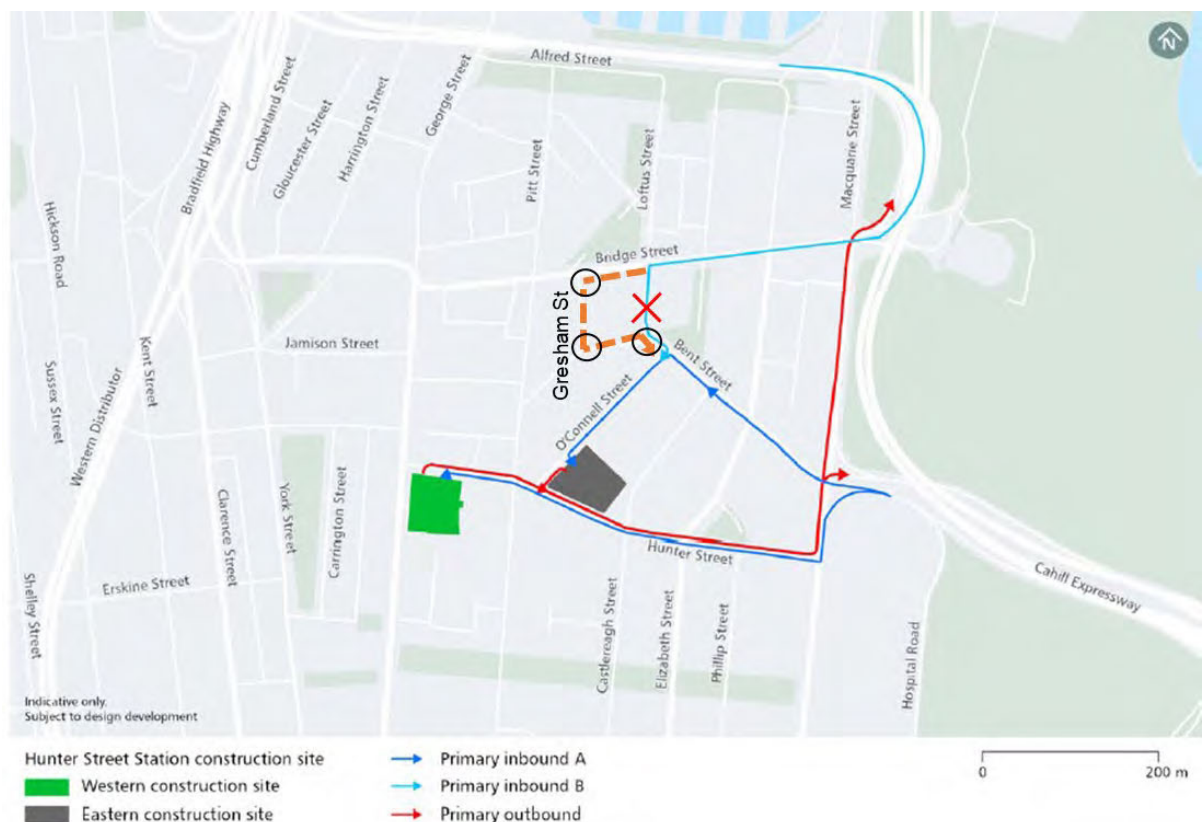 N
Alfred Street
Cumberland Street
Gloucester Street
Harrington Street
George Street
Bradfield Highway
Pitt Street
Loftus Street
Macquarie Street
Hickson Road
Bridge Street
Gresham St
Kent Street
Jamison Street
Bent Street
Sussex Street
Western Distributor
O'Connell Street
Clarence Street
York Street
Carrington Street
Hunter Street
Shelley Street
Erskine Street
Castlereagh Street
Elizabeth Street
Phillip Street
Hospital Road
Cahill Expressway
Indicative only.
Subject to design development
Hunter Street Station construction site
Western construction site
Eastern construction site
Primary inbound A
Primary inbound B
Primary outbound
0
200 m